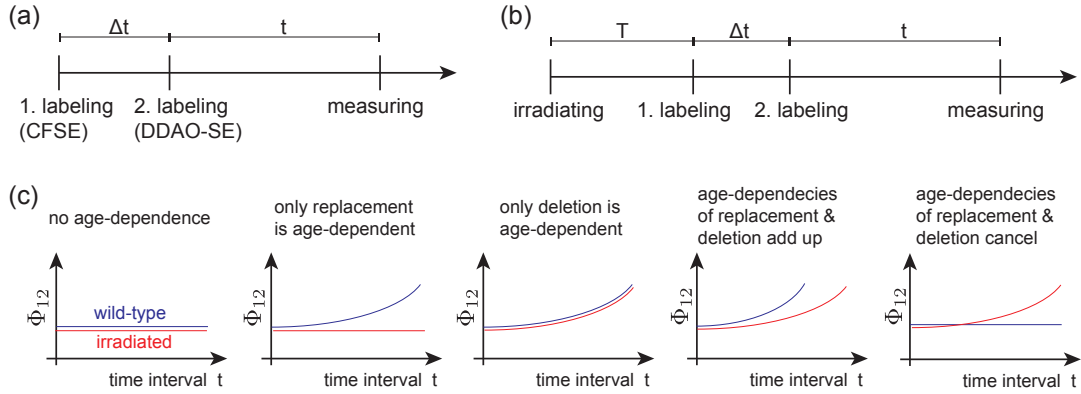 (a)
Δt
t
1. labeling
(CFSE)
2. labeling
(DDAO-SE)
measuring
(b)
T
Δt
t
irradiating
1. labeling
2. labeling
measuring
(c)
no age-dependence
Φ12
wild-type
irradiated
time interval t
only replacement
is age-dependent
Φ12
time interval t
only deletion is
age-dependent
Φ12
time interval t
age-dependecies
of replacement &
deletion add up
Φ12
time interval t
age-dependecies
of replacement &
deletion cancel
Φ12
time interval t